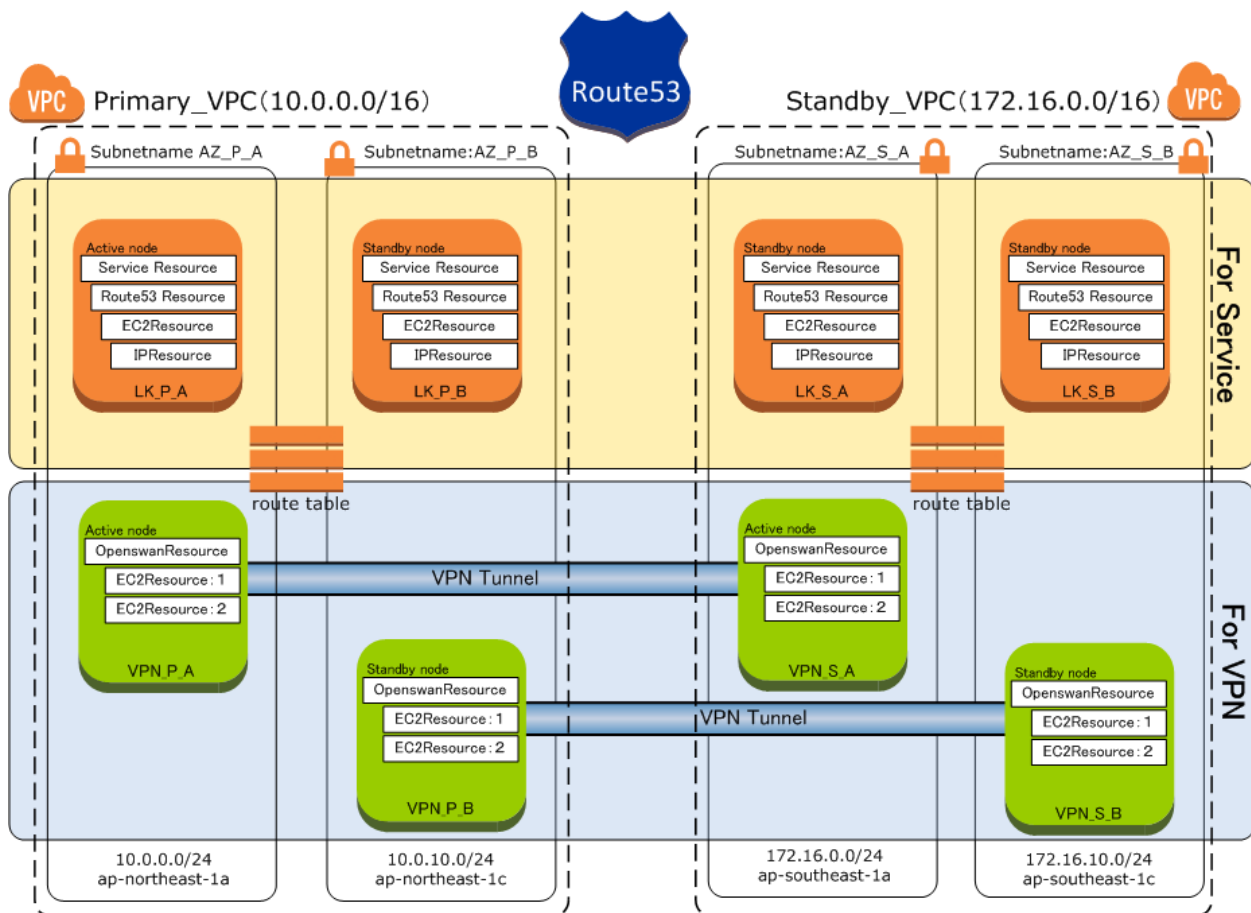 Route53
VPC
Primary_VPC(10.0.0.0/16)
Standby_VPC(172.16.0.0/16)
VPC
Subnetname AZ_P_A
Subnetname:AZ_P_B
Subnetname:AZ_S_A
Subnetname:AZ_S_B
For Service
Active node
Service Resource
Route53 Resource
EC2Resource
IPResource
LK_P_A
Standby node
Service Resource
Route53 Resource
EC2Resource
IPResource
LK_P_B
Standby node
Service Resource
Route53 Resource
EC2Resource
IPResource
LK_S_A
Standby node
Service Resource
Route53 Resource
EC2Resource
IPResource
LK_S_B
route table
route table
For VPN
Active node
OpenswanResource
EC2Resource:1
EC2Resource:2
VPN_P_A
VPN Tunnel
Active node
OpenswanResource
EC2Resource:1
EC2Resource:2
VPN_S_A
Standby node
OpenswanResource
EC2Resource:1
EC2Resource:2
VPN_P_B
VPN Tunnel
Standby node
OpenswanResource
EC2Resource:1
EC2Resource:2
VPN_S_B
10.0.0.0/24
ap-northeast-1a
10.0.10.0/24
ap-northeast-1c
172.16.0.0/24
ap-southeast-1a
172.16.10.0/24
ap-southeast-1c